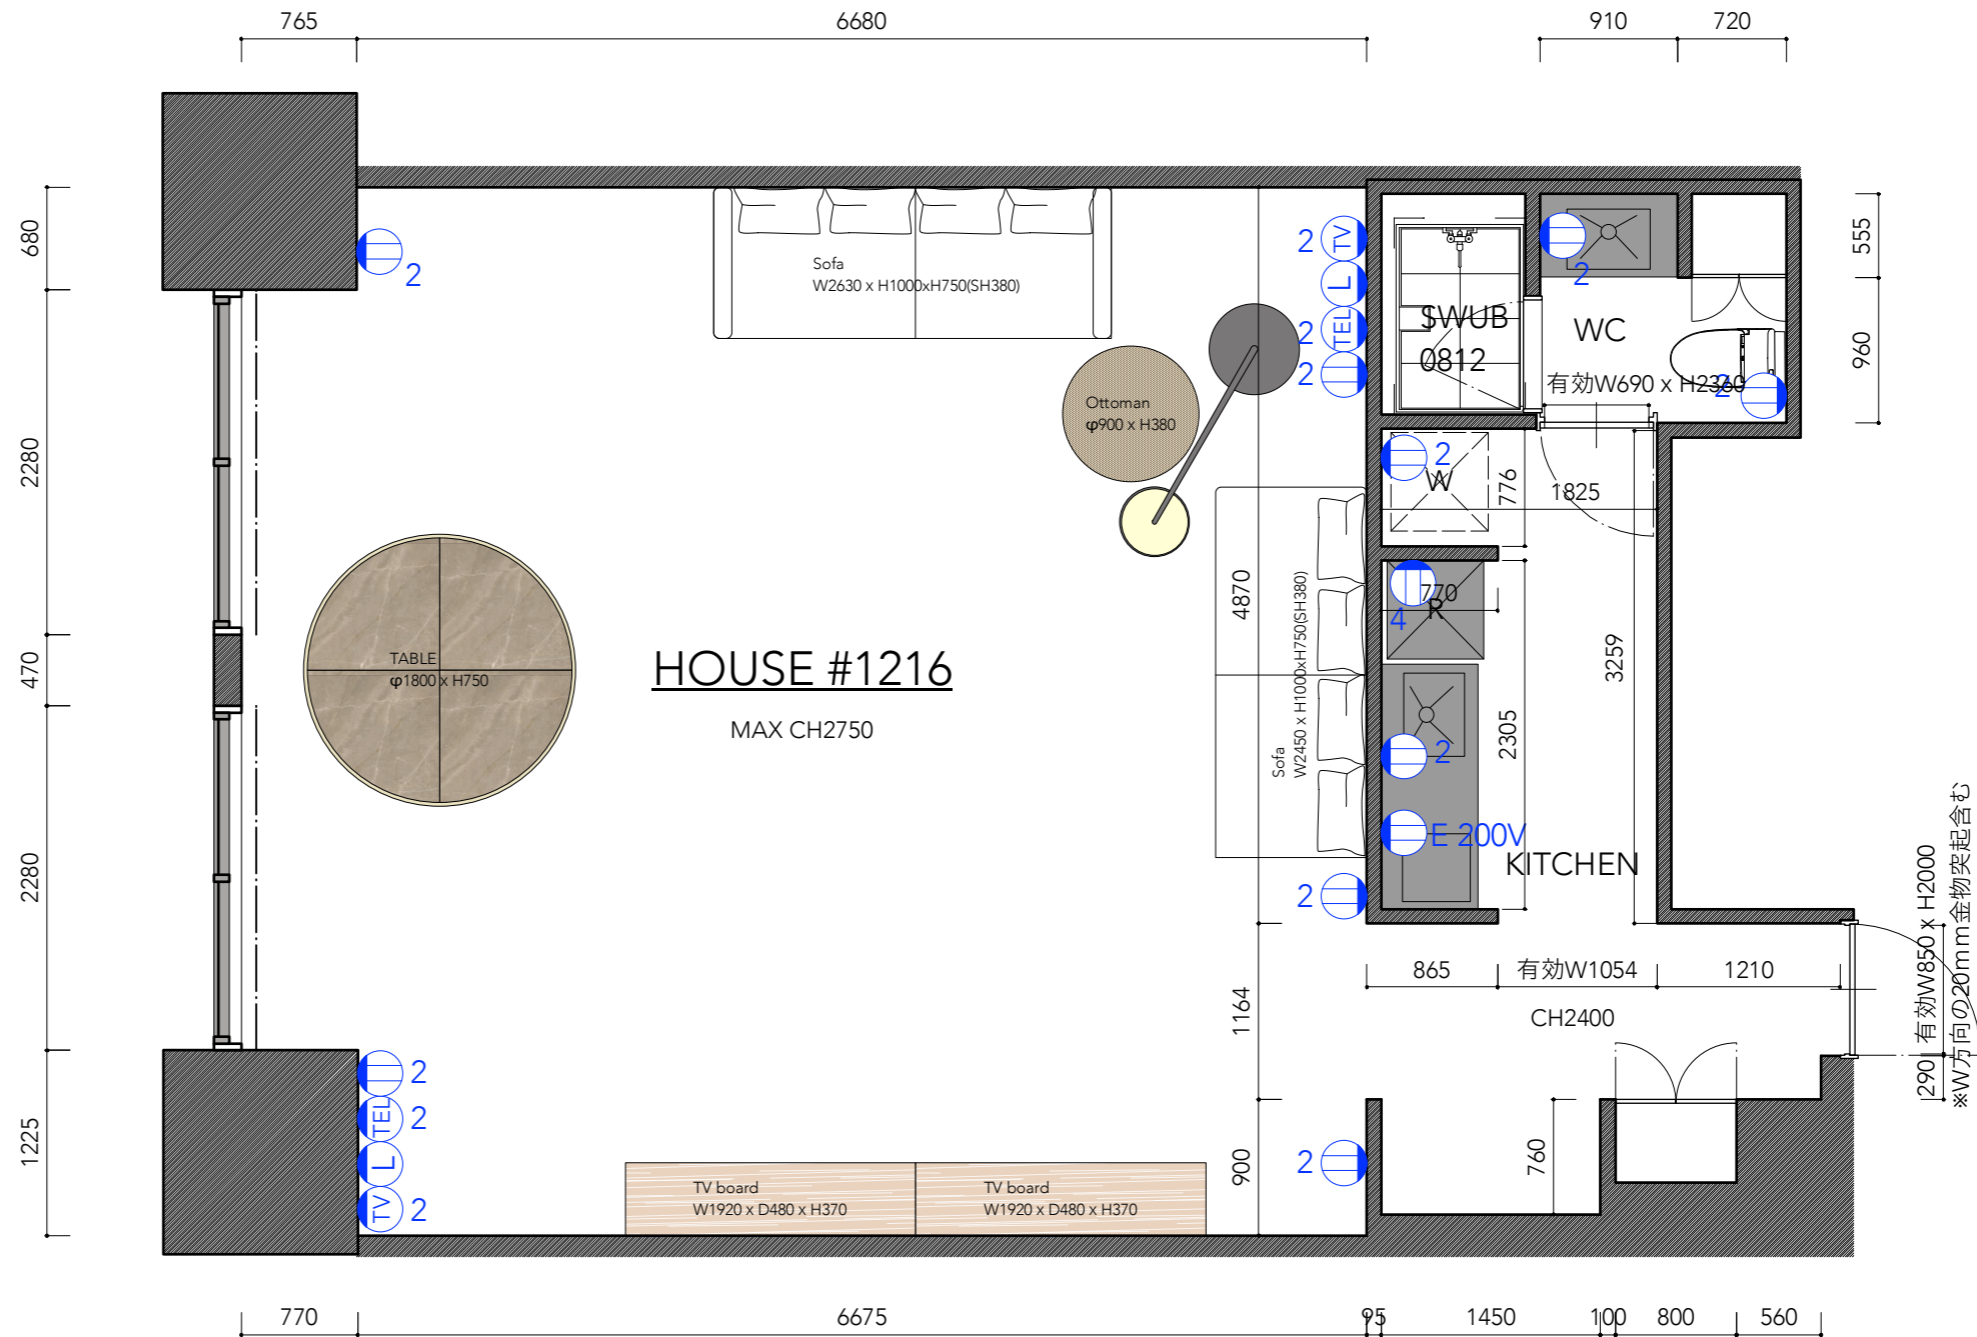 765
6680
910
720
680
2280
470
2280
1225
2
Sofa
W2630 x H1000xH750(SH380)
2 TV
L
2 TEL
2
Ottoman
φ900 x H380
SWUB
0812
2
WC
有効W690 x H2360
2
555
960
2
W
776
1825
770
R
4
4870
Sofa
W2450 x H1000xH750(SH380)
2305
3259
2
E 200V
KITCHEN
2
TABLE
φ1800 x H750
HOUSE #1216
MAX CH2750
865
有効W1054
1210
CH2400
1164
900
760
290
有効W850 x H2000
※W方向の20mm金物突起含む
2
TEL 2
L
TV 2
TV board
W1920 x D480 x H370
TV board
W1920 x D480 x H370
2
770
6675
95
1450
100
800
560